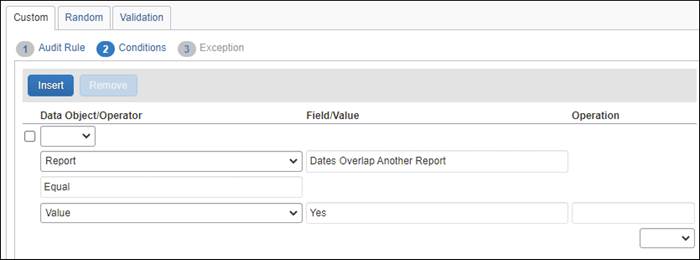 Custom Random Validation
1 Audit Rule 2 Conditions 3 Exception
Insert Remove
Data Object/Operator Field/Value Operation
Report Dates Overlap Another Report
Equal
Value Yes